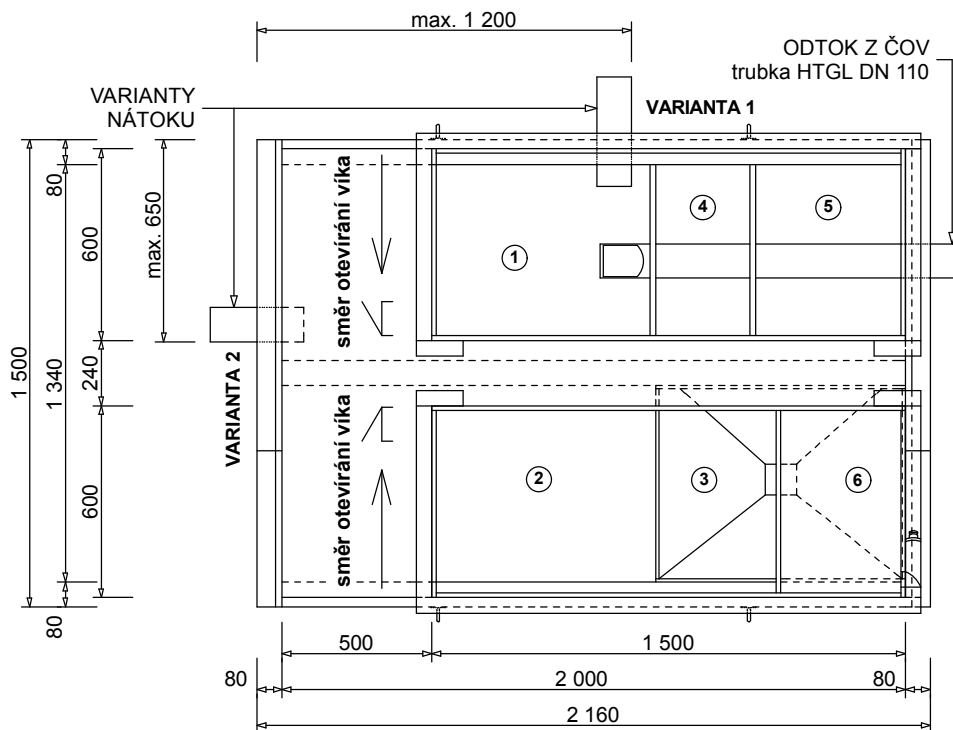 max. 1 200
ODTOK Z ČOV
trubka HTGL DN 110
VARIANTY
NÁTOKU
VARIANTA 1
80
600
max. 650
1 500
1 340
240
600
80
směr otevírání víka
směr otevírání víka
VARIANTA 2
1
4
5
2
3
6
500
1 500
80
2 000
80
2 160